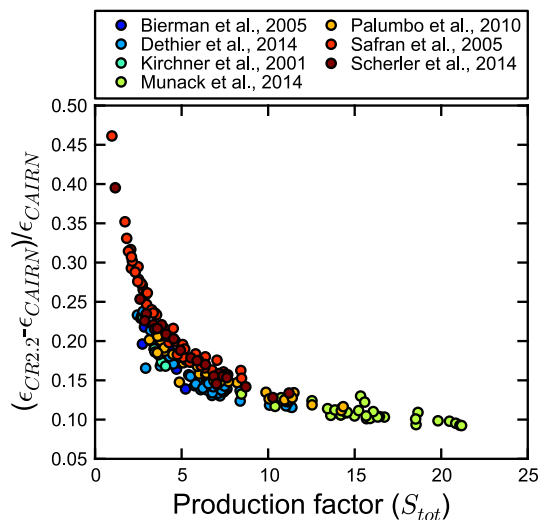 Bierman et al., 2005
Dethier et al., 2014
Kirchner et al., 2001
Munack et al., 2014
Palumbo et al., 2010
Safran et al., 2005
Scherler et al., 2014
0.50
0.45
0.40
0.35
0.30
0.25
0.20
0.15
0.10
0.05
(ϵCR2.2-ϵCAIRN)/ϵCAIRN
0 5 10 15 20 25
Production factor (Stot)